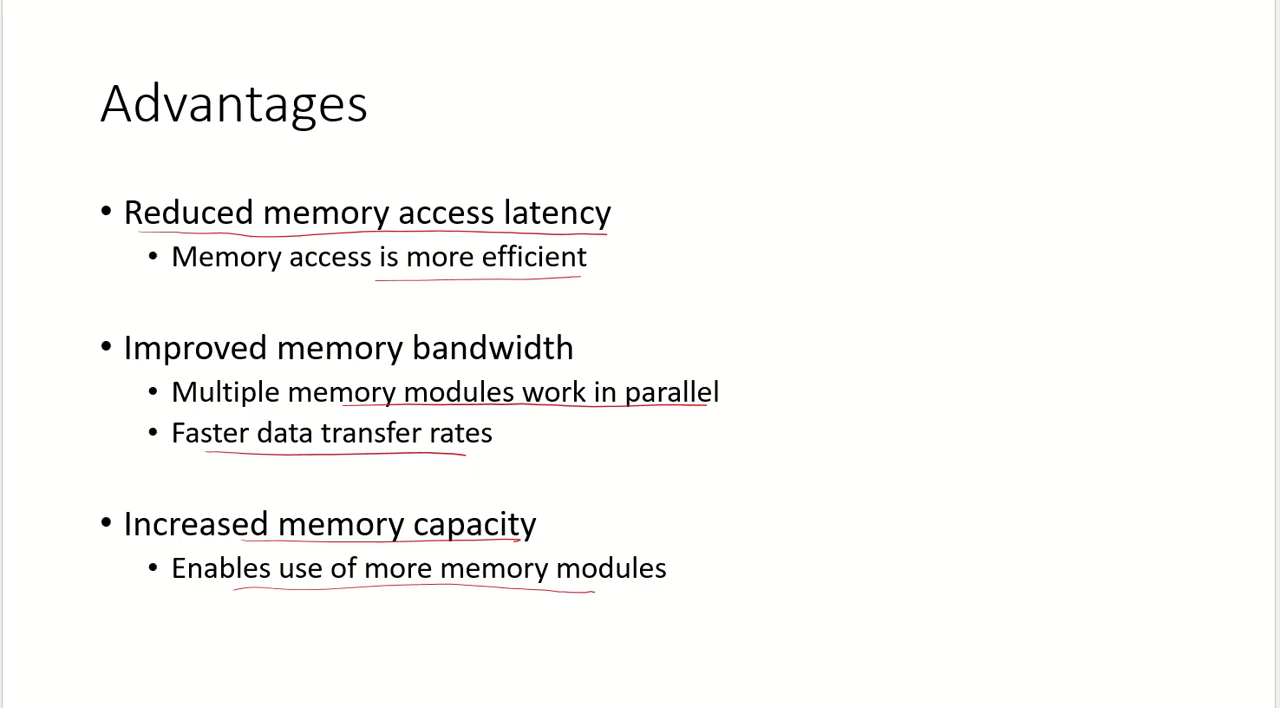 Advantages
• Reduced memory access latency
• Memory access is more efficient
• Improved memory bandwidth
• Multiple memory modules work in parallel
• Faster data transfer rates
• Increased memory capacity
• Enables use of more memory modules